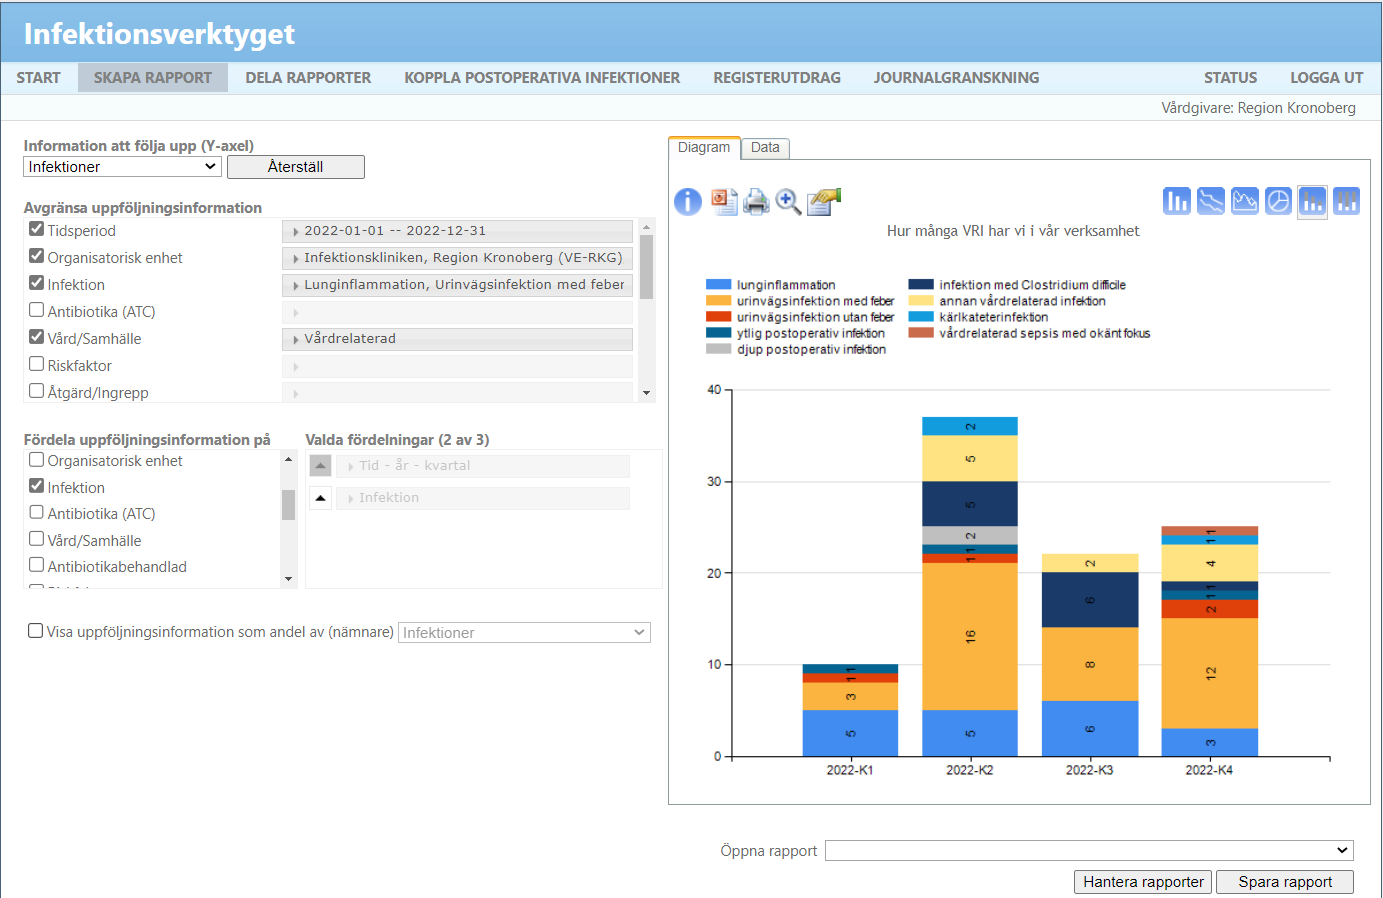 Infektionsverktyget
START SKAPA RAPPORT DELA RAPPORTER KOPPLA POSTOPERATIVA INFEKTIONER REGISTERUTDRAG JOURNALGRANSKNING STATUS LOGGA UT
Vårdgivare: Region Kronoberg
Information att följa upp (Y-axel)
Infektioner Återställ
Avgränsa uppföljningsinformation
Tidsperiod 2022-01-01 -- 2022-12-31
Organisatorisk enhet Infektionskliniken, Region Kronoberg (VE-RKG)
Infektion Lunginflammation, Urinvägsinfektion med feber
Antibiotika (ATC)
Vård/Samhälle Vårdrelaterad
Riskfaktor
Åtgärd/Ingrepp
Fördela uppföljningsinformation på
Organisatorisk enhet
Infektion
Antibiotika (ATC)
Vård/Samhälle
Antibiotikabehandlad
Valda fördelningar (2 av 3)
Tid - år - kvartal
Infektion
Visa uppföljningsinformation som andel av (nämnare) Infektioner
Diagram Data
Hur många VRI har vi i vår verksamhet
lunginflammation
urinvägsinfektion med feber
urinvägsinfektion utan feber
ytlig postoperativ infektion
djup postoperativ infektion
infektion med Clostridium difficile
annan vårdrelaterad infektion
kärlkateterinfektion
vårdrelaterad sepsis med okänt fokus
40
30
20
10
0
1
1
3
5
2
5
5
2
1
1
16
5
2
6
8
6
1
1
4
1
1
2
12
3
2022-K1 2022-K2 2022-K3 2022-K4
Öppna rapport
Hantera rapporter Spara rapport